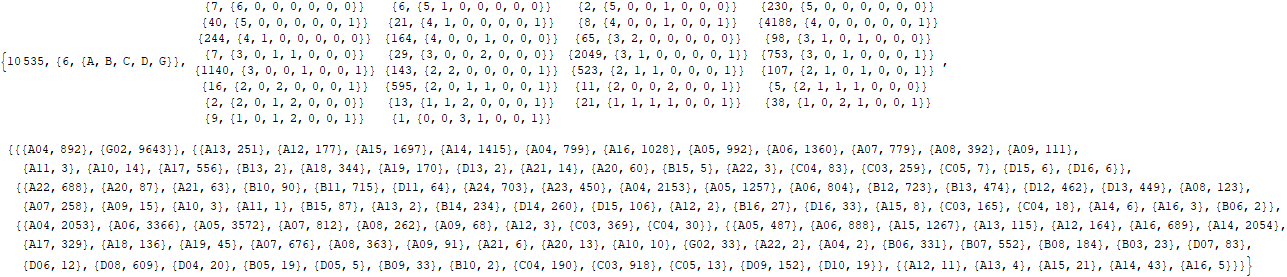 {7, {6, 0, 0, 0, 0, 0, 0}} {6, {5, 1, 0, 0, 0, 0, 0}} {2, {5, 0, 0, 1, 0, 0, 0}} {230, {5, 0, 0, 0, 0, 0, 0}}
{40, {5, 0, 0, 0, 0, 0, 1}} {21, {4, 1, 0, 0, 0, 0, 1}} {8, {4, 0, 0, 1, 0, 0, 1}} {4188, {4, 0, 0, 0, 0, 0, 1}}
{244, {4, 1, 0, 0, 0, 0, 0}} {164, {4, 0, 0, 1, 0, 0, 0}} {65, {3, 2, 0, 0, 0, 0, 0}} {98, {3, 1, 0, 1, 0, 0, 0}}
{10 535, {6, {A, B, C, D, G}}, {7, {3, 0, 1, 1, 0, 0, 0}} {29, {3, 0, 0, 2, 0, 0, 0}} {2049, {3, 1, 0, 0, 0, 0, 1}} {753, {3, 0, 1, 0, 0, 0, 1}} ,
{1140, {3, 0, 0, 1, 0, 0, 1}} {143, {2, 2, 0, 0, 0, 0, 1}} {523, {2, 1, 1, 0, 0, 0, 1}} {107, {2, 1, 0, 1, 0, 0, 1}}
{16, {2, 0, 2, 0, 0, 0, 1}} {595, {2, 0, 1, 1, 0, 0, 1}} {11, {2, 0, 0, 2, 0, 0, 1}} {5, {2, 1, 1, 1, 0, 0, 0}}
{2, {2, 0, 1, 2, 0, 0, 0}} {13, {1, 1, 2, 0, 0, 0, 1}} {21, {1, 1, 1, 1, 0, 0, 1}} {38, {1, 0, 2, 1, 0, 0, 1}}
{9, {1, 0, 1, 2, 0, 0, 1}} {1, {0, 0, 3, 1, 0, 0, 1}}
{{{A04, 892}, {G02, 9643}}, {{A13, 251}, {A12, 177}, {A15, 1697}, {A14, 1415}, {A04, 799}, {A16, 1028}, {A05, 992}, {A06, 1360}, {A07, 779}, {A08, 392}, {A09, 111},
{A11, 3}, {A10, 14}, {A17, 556}, {B13, 2}, {A18, 344}, {A19, 170}, {D13, 2}, {A21, 14}, {A20, 60}, {B15, 5}, {A22, 3}, {C04, 83}, {C03, 259}, {C05, 7}, {D15, 6}, {D16, 6}},
{{A22, 688}, {A20, 87}, {A21, 63}, {B10, 90}, {B11, 715}, {D11, 64}, {A24, 703}, {A23, 450}, {A04, 2153}, {A05, 1257}, {A06, 804}, {B12, 723}, {B13, 474}, {D12, 462}, {D13, 449}, {A08, 123},
{A07, 258}, {A09, 15}, {A10, 3}, {A11, 1}, {B15, 87}, {A13, 2}, {B14, 234}, {D14, 260}, {D15, 106}, {A12, 2}, {B16, 27}, {D16, 33}, {A15, 8}, {C03, 165}, {C04, 18}, {A14, 6}, {A16, 3}, {B06, 2}},
{{A04, 2053}, {A06, 3366}, {A05, 3572}, {A07, 812}, {A08, 262}, {A09, 68}, {A12, 3}, {C03, 369}, {C04, 30}}, {{A05, 487}, {A06, 888}, {A15, 1267}, {A13, 115}, {A12, 164}, {A16, 689}, {A14, 2054},
{A17, 329}, {A18, 136}, {A19, 45}, {A07, 676}, {A08, 363}, {A09, 91}, {A21, 6}, {A20, 13}, {A10, 10}, {G02, 33}, {A22, 2}, {A04, 2}, {B06, 331}, {B07, 552}, {B08, 184}, {B03, 23}, {D07, 83},
{D06, 12}, {D08, 609}, {D04, 20}, {B05, 19}, {D05, 5}, {B09, 33}, {B10, 2}, {C04, 190}, {C03, 918}, {C05, 13}, {D09, 152}, {D10, 19}}, {{A12, 11}, {A13, 4}, {A15, 21}, {A14, 43}, {A16, 5}}}}